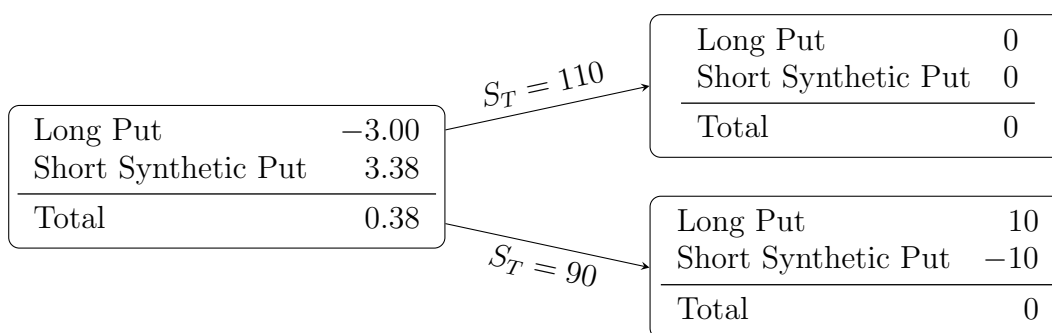 Long Put −3.00
Short Synthetic Put 3.38
Total 0.38
S_T = 110
Long Put 0
Short Synthetic Put 0
Total 0
S_T = 90
Long Put 10
Short Synthetic Put −10
Total 0